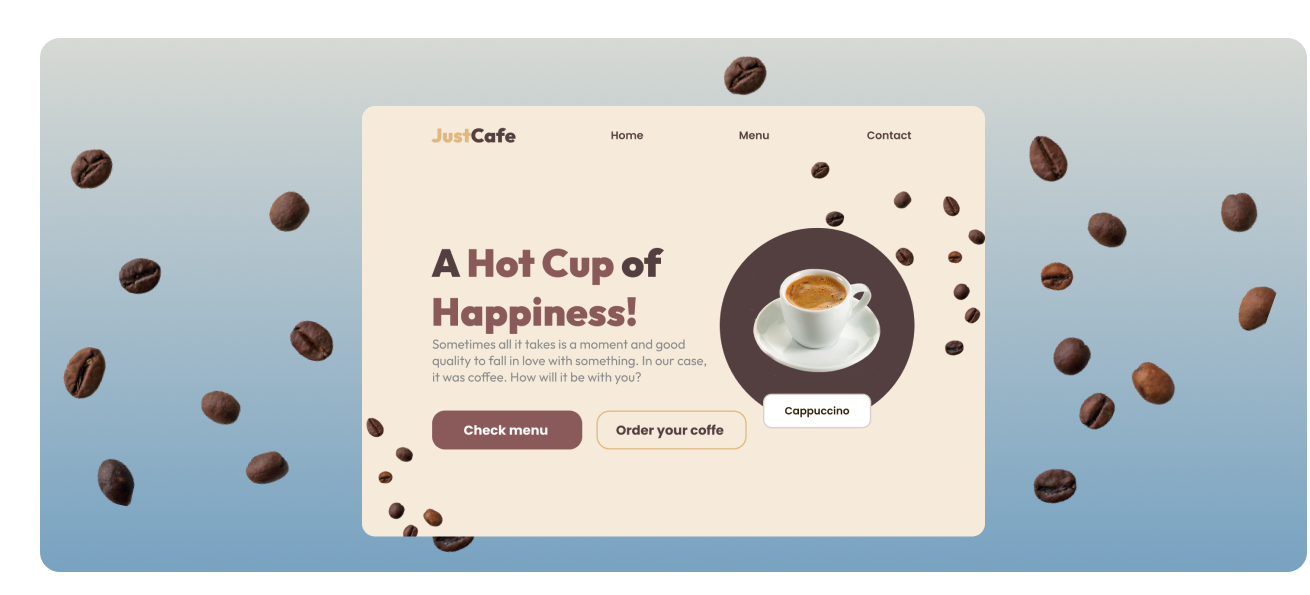 JustCafe
Home
Menu
Contact
A Hot Cup of
Happiness!
Sometimes all it takes is a moment and good
quality to fall in love with something. In our case,
it was coffee. How will it be with you?
Check menu
Order your coffe
Cappuccino